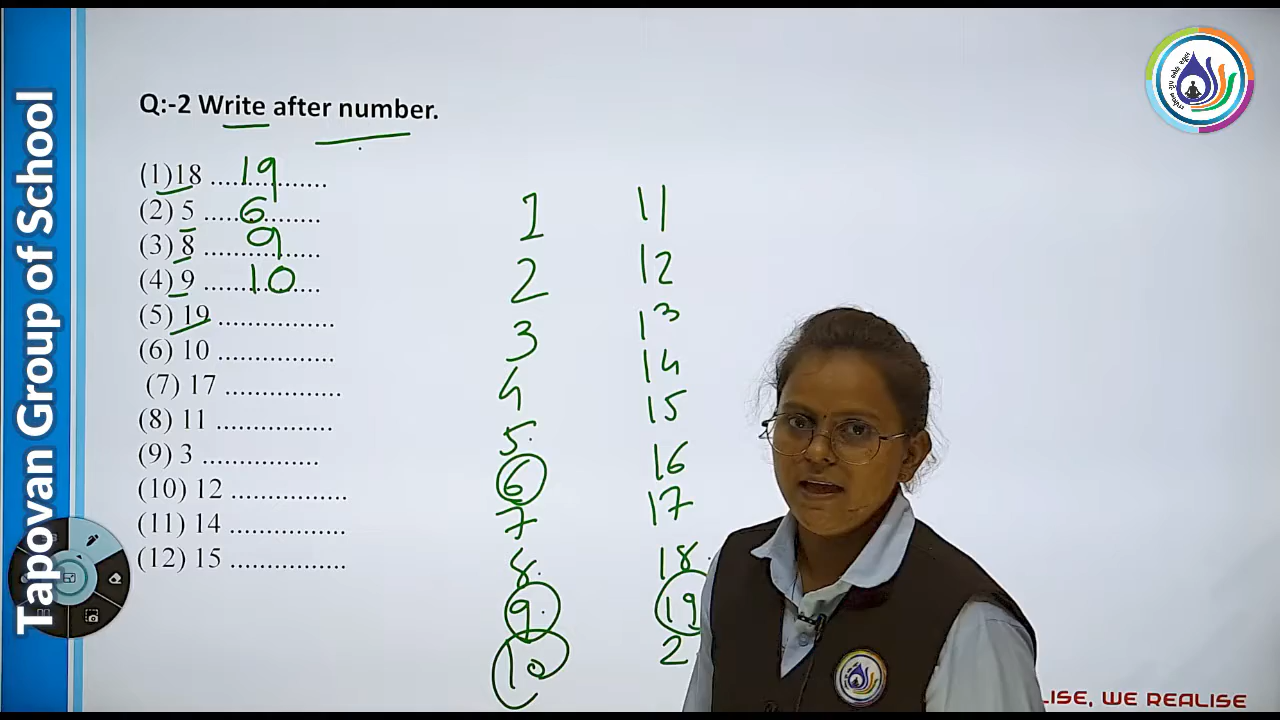 Tapovan Group of School
Q:-2 Write after number.
(1)18 ............... 19
(2) 5 ............... 6
(3) 8 ............... 9
(4) 9 ............... 10
(5) 19 ...............
(6) 10 ...............
(7) 17 ...............
(8) 11 ...............
(9) 3 ...............
(10) 12 ...............
(11) 14 ...............
(12) 15 ...............
1
2
3
4
5
6
7
8
9
10
11
12
13
14
15
16
17
18
19
2
LISE, WE REALISE